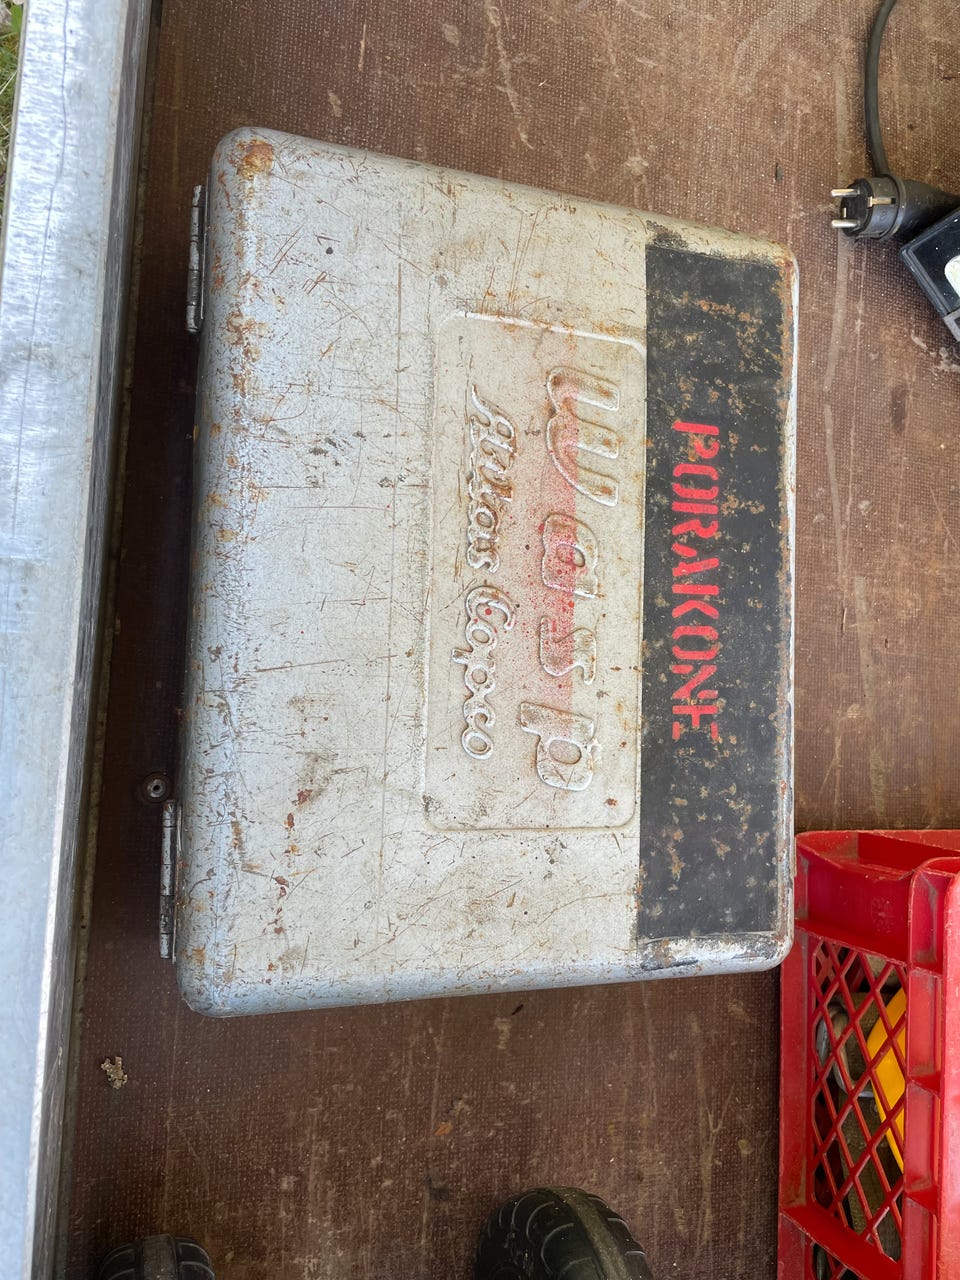 PORAKONE
Wasp
Atlas Copco